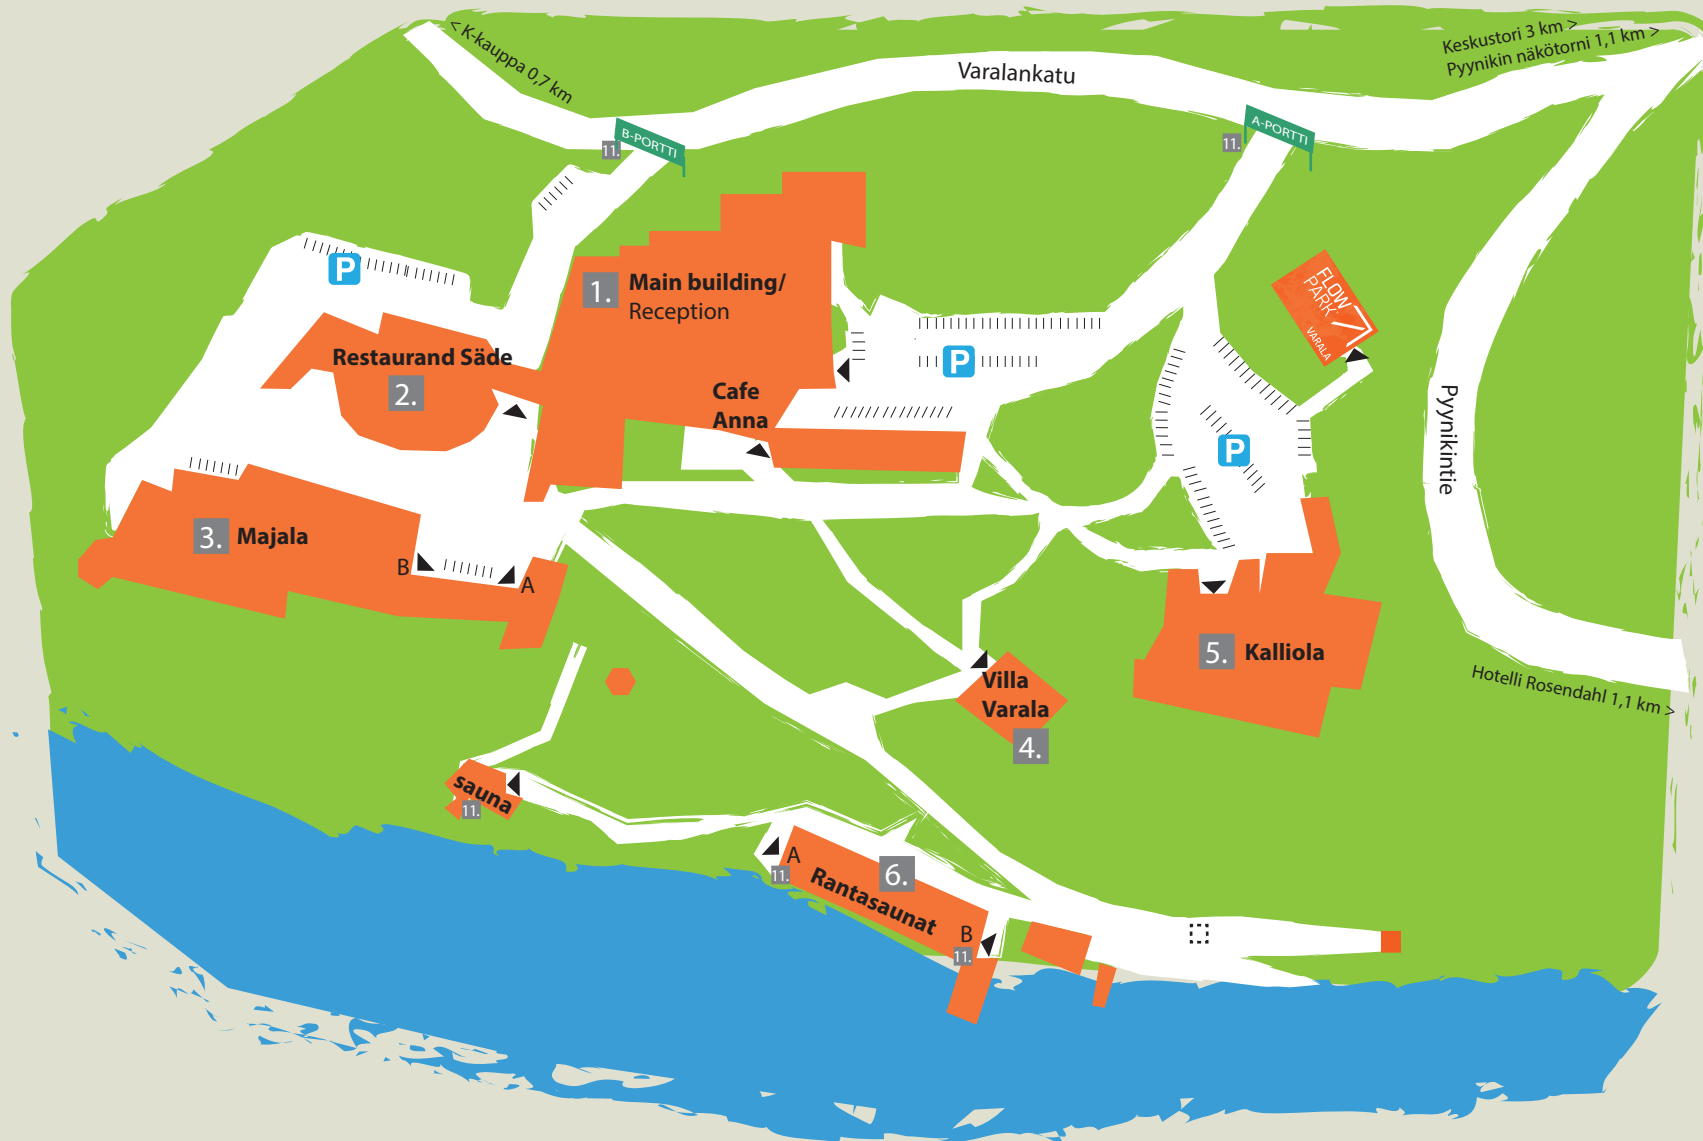 < K-kauppa 0,7 km
Varalankatu
Keskustori 3 km >
Pyynikin näkötorni 1,1 km >
B-PORTTI
11.
A-PORTTI
11.
P
1.
Main building/
Reception
FLOW
PARK
VARALA
Restaurand Säde
2.
P
Cafe
Anna
P
Pyynikintie
3.
Majala
B
A
5.
Kalliola
Villa
Varala
4.
Hotelli Rosendahl 1,1 km >
sauna
11.
A
11.
6.
Rantasaunat
B
11.